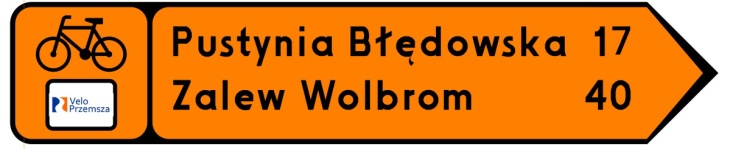 Pustynia Błędowska 17
Zalew Wolbrom 40
Velo
Przemsza